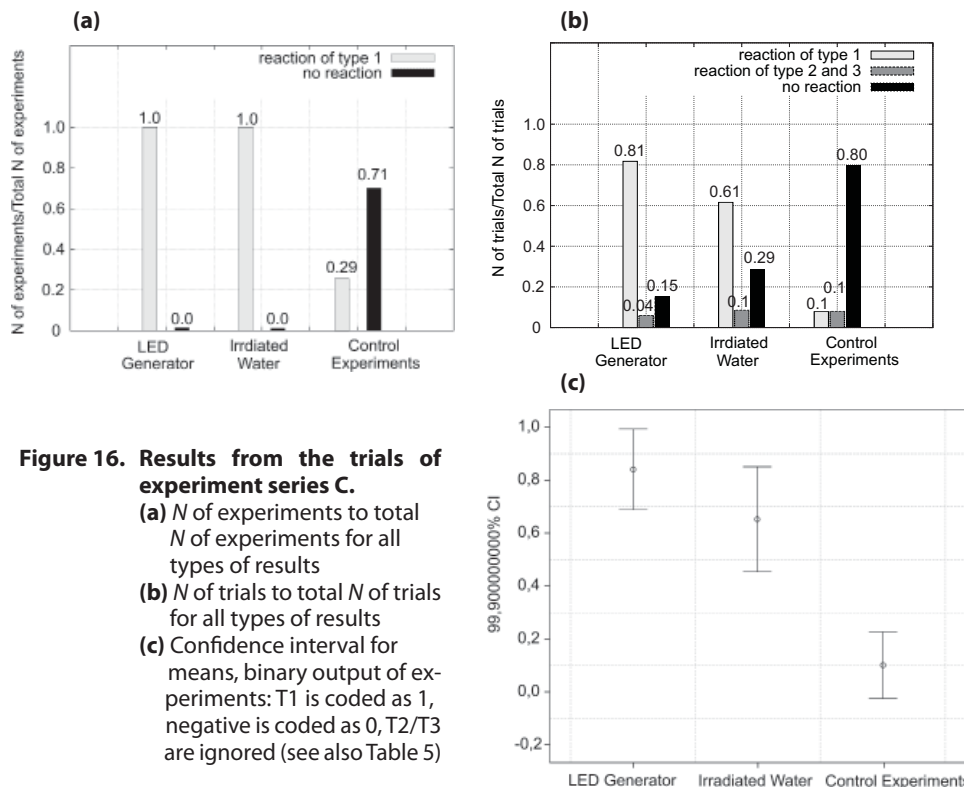 (a)
reaction of type 1
no reaction
N of experiments/Total N of experiments
1.0
0.8
0.6
0.4
0.2
0
1.0
0.0
1.0
0.0
0.29
0.71
LED
Generator
Irrdiated
Water
Control
Experiments
(b)
reaction of type 1
reaction of type 2 and 3
no reaction
N of trials/Total N of trials
1.0
0.8
0.6
0.4
0.2
0
0.81
0.04
0.15
0.61
0.1
0.29
0.1
0.1
0.80
LED
Generator
Irrdiated
Water
Control
Experiments
Figure 16. Results from the trials of
experiment series C.
(a) N of experiments to total
N of experiments for all
types of results
(b) N of trials to total N of trials
for all types of results
(c) Confidence interval for
means, binary output of ex-
periments: T1 is coded as 1,
negative is coded as 0, T2/T3
are ignored (see also Table 5)
(c)
99,9000000000% CI
1,0
0,8
0,6
0,4
0,2
0,0
-0,2
LED Generator
Irradiated Water
Control Experiments